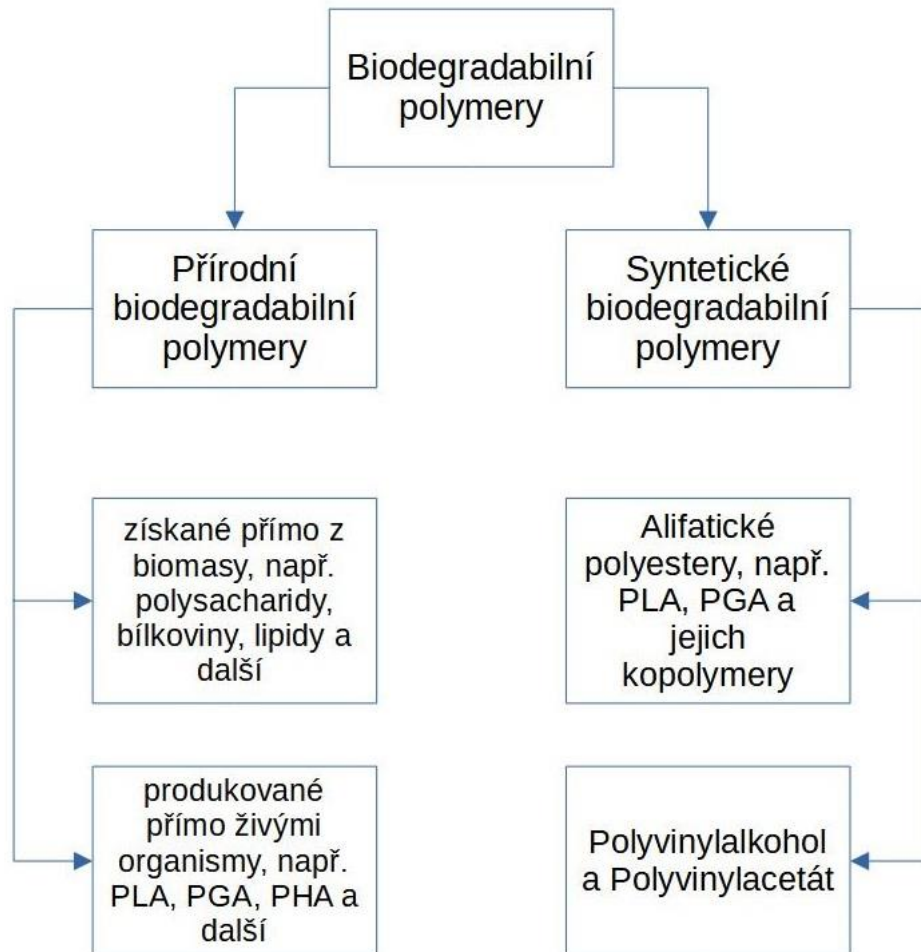 Biodegradabilní
polymery
Přírodní
biodegradabilní
polymery
Syntetické
biodegradabilní
polymery
získané přímo z
biomasy, např.
polysacharidy,
bílkoviny, lipidy a
další
Alifatické
polyestery, např.
PLA, PGA a
jejich
kopolymery
produkované
přímo živými
organismy, např.
PLA, PGA, PHA a
další
Polyvinylalkohol
a Polyvinylacetát